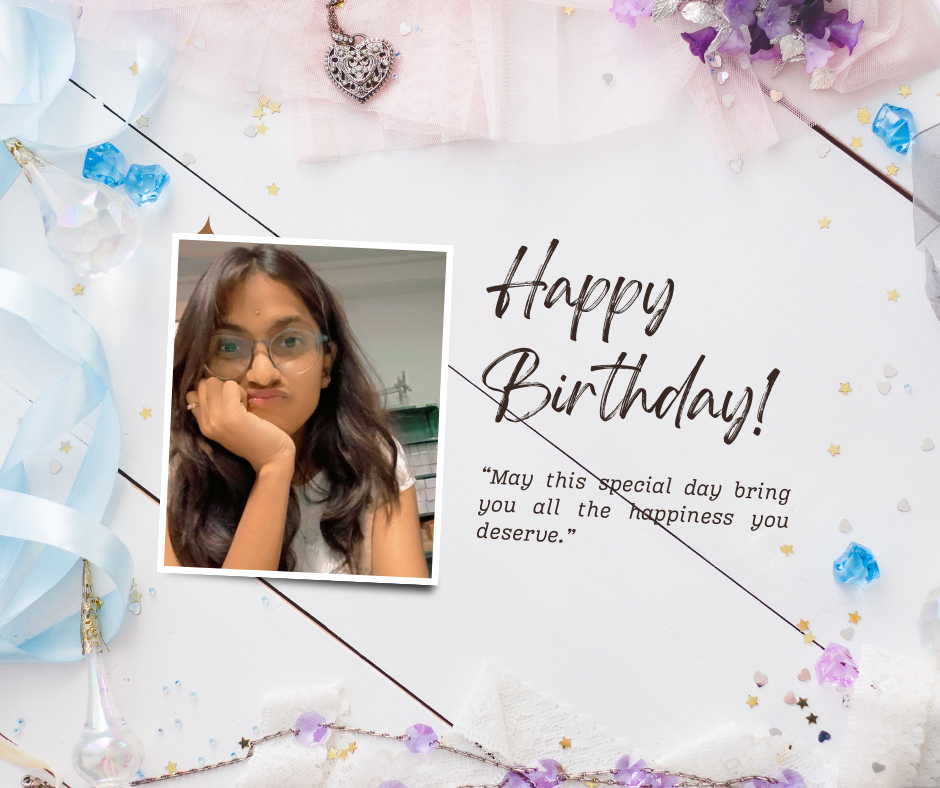 Happy
Birthday!
“May this special day bring
you all the happiness you
deserve.”